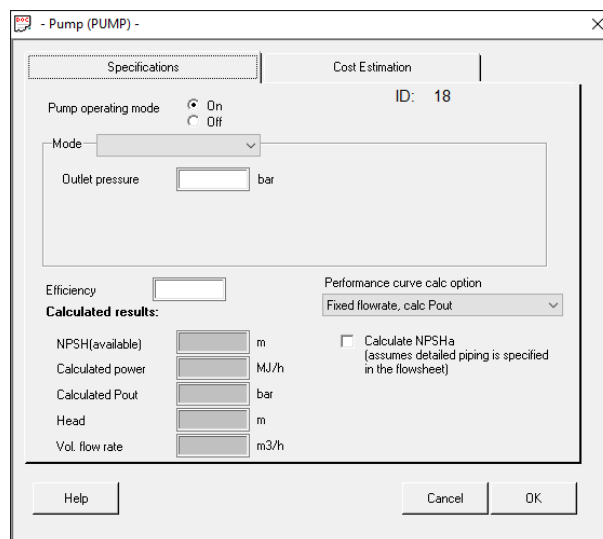 DOC
- Pump (PUMP) -
Specifications
Cost Estimation
ID: 18
Pump operating mode
On
Off
Mode
Outlet pressure
bar
Efficiency
Performance curve calc option
Fixed flowrate, calc Pout
Calculated results:
NPSH(available)
m
Calculate NPSHa
(assumes detailed piping is specified
in the flowsheet)
Calculated power
MJ/h
Calculated Pout
bar
Head
m
Vol. flow rate
m3/h
Help
Cancel
OK